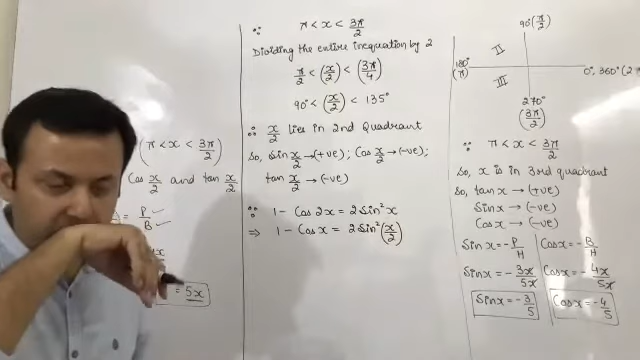 (π < x < 3π/2)
Cos x/2 and tan x/2
= P/B
= 5x
∵ π < x < 3π/2
Dividing the entire inequation by 2
π/2 < (x/2) < (3π/4)
90° < (x/2) < 135°
∴ x/2 lies in 2nd Quadrant
So, Sin x/2 → (+ve); Cos x/2 → (-ve);
tan x/2 → (-ve)
∵ 1 - Cos 2x = 2 Sin² x
⇒ 1 - Cos x = 2 Sin² (x/2)
90° (π/2)
II
180° (π)
0°, 360° (2π
III
270°
(3π/2)
∵ π < x < 3π/2
So, x is in 3rd quadrant
So, tan x → (+ve)
Sin x → (-ve)
Cos x → (-ve)
Sin x = - P/H
Sin x = - 3x/5x
Sin x = - 3/5
Cos x = - B/H
Cos x = - 4x/5x
Cos x = - 4/5